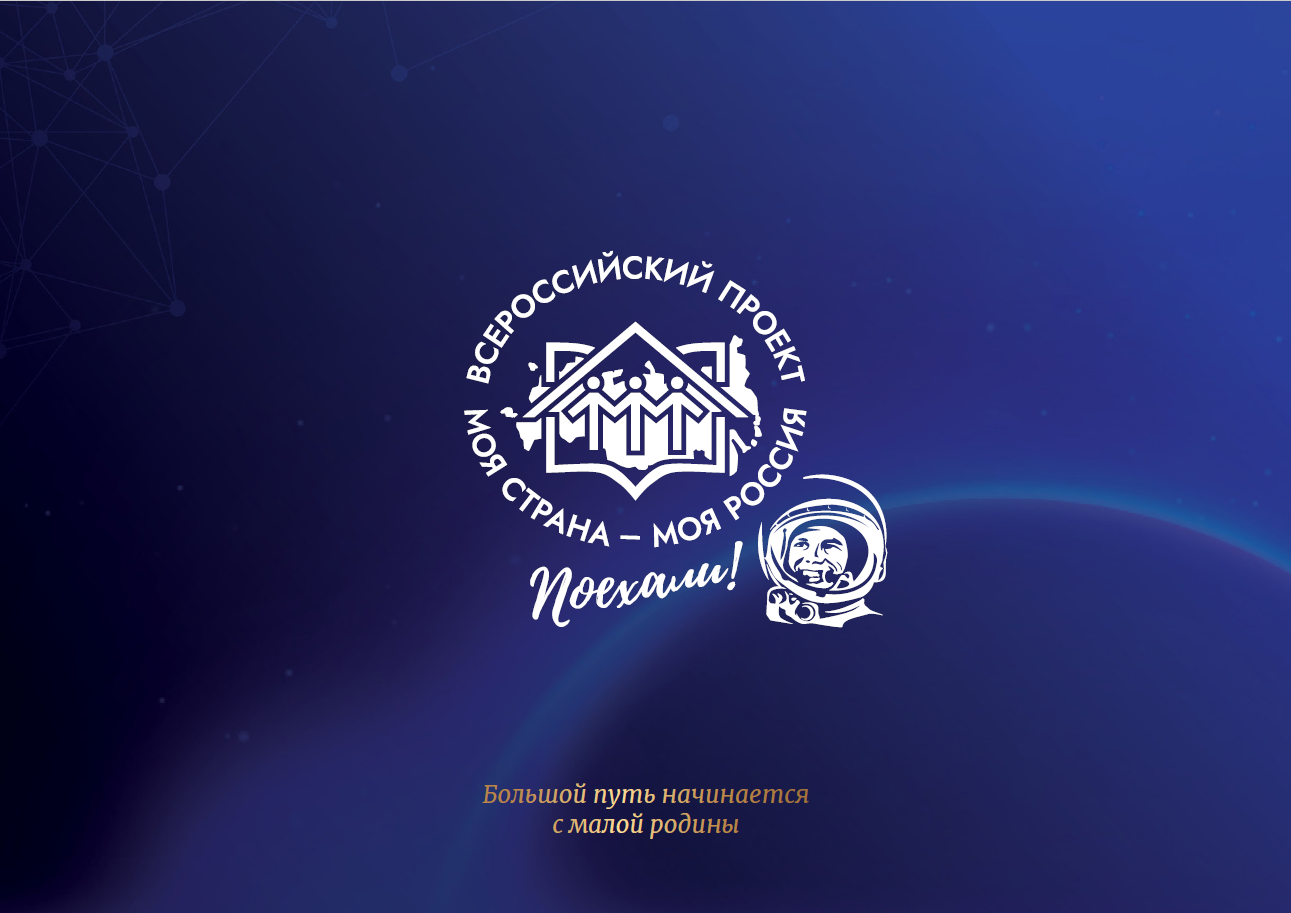 ВСЕРОССИЙСКИЙ ПРОЕКТ
МОЯ СТРАНА – МОЯ РОССИЯ
Поехали!
Большой путь начинается
с малой родины